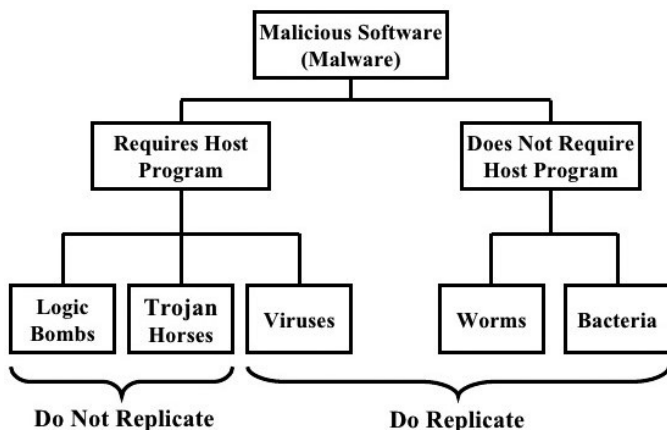 Malicious Software
(Malware)
Requires Host
Program
Does Not Require
Host Program
Logic
Bombs
Trojan
Horses
Viruses
Worms
Bacteria
Do Not Replicate
Do Replicate